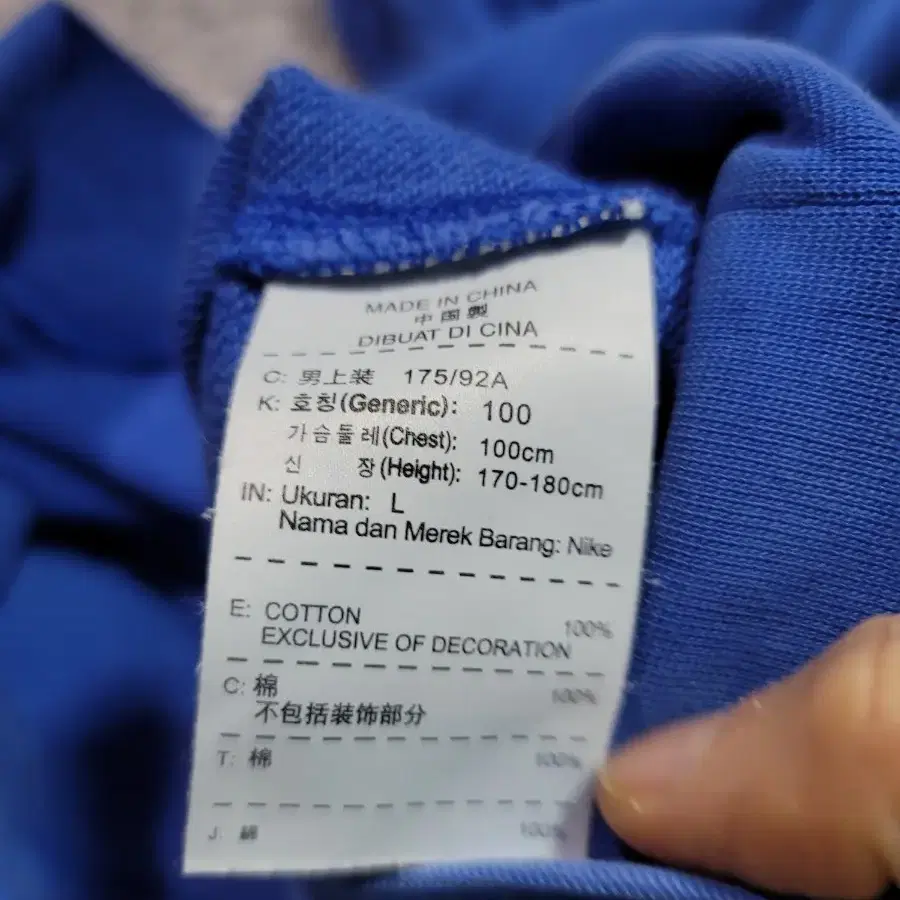 MADE IN CHINA
中国製
DIBUAT DI CINA
C: 男上装 175/92A
K: 호칭(Generic): 100
가슴둘레(Chest): 100cm
신 장(Height): 170-180cm
IN: Ukuran: L
Nama dan Merek Barang: Nike
E: COTTON 100%
EXCLUSIVE OF DECORATION
C: 棉 100%
不包括装饰部分
T: 棉 100%
J: 綿 100%